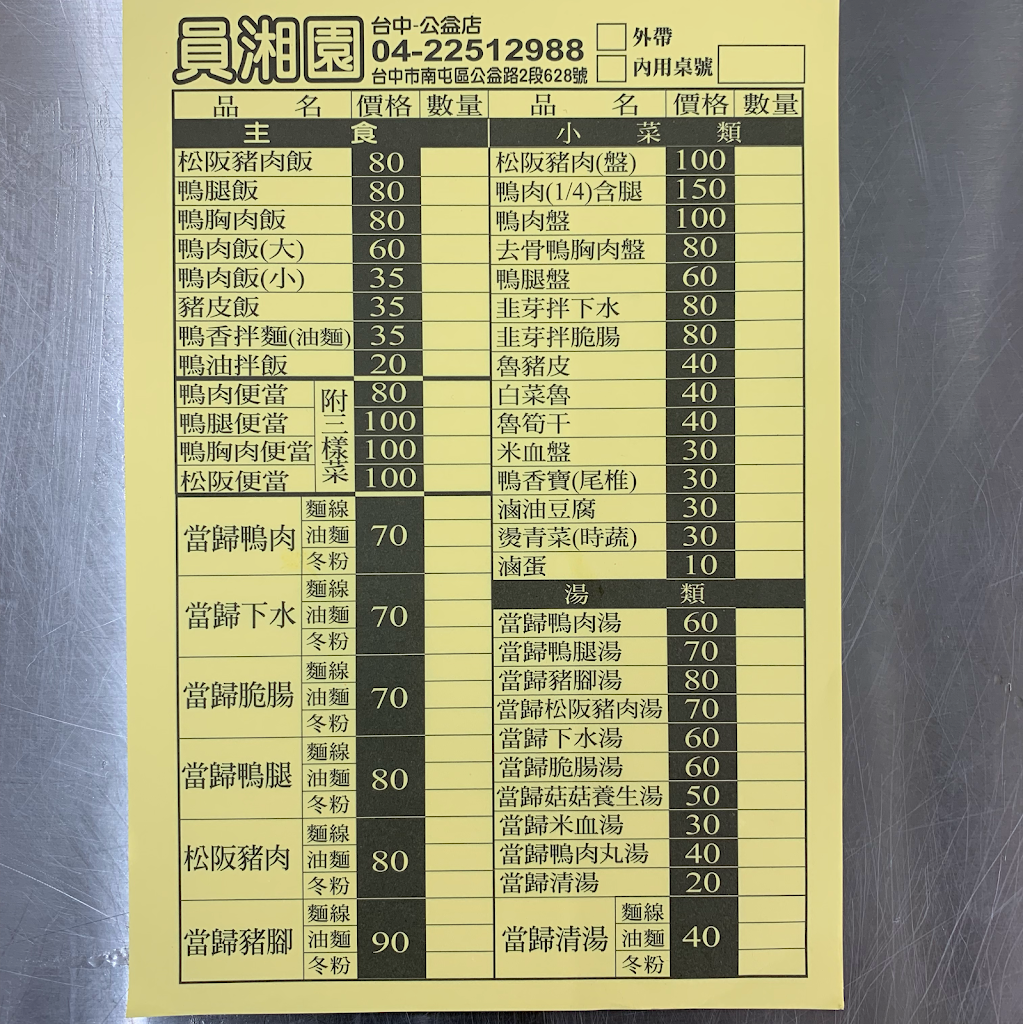 員湘園
台中-公益店
04-22512988
台中市南屯區公益路2段628號
外帶
內用桌號
品 名 價格 數量
主 食
松阪豬肉飯 80
鴨腿飯 80
鴨胸肉飯 80
鴨肉飯(大) 60
鴨肉飯(小) 35
豬皮飯 35
鴨香拌麵(油麵) 35
鴨油拌飯 20
附三樣菜
鴨肉便當 80
鴨腿便當 100
鴨胸肉便當 100
松阪便當 100
當歸鴨肉 麵線 油麵 冬粉 70
當歸下水 麵線 油麵 冬粉 70
當歸脆腸 麵線 油麵 冬粉 70
當歸鴨腿 麵線 油麵 冬粉 80
松阪豬肉 麵線 油麵 冬粉 80
當歸豬腳 麵線 油麵 冬粉 90
品 名 價格 數量
小 菜 類
松阪豬肉(盤) 100
鴨肉(1/4)含腿 150
鴨肉盤 100
去骨鴨胸肉盤 80
鴨腿盤 60
韭芽拌下水 80
韭芽拌脆腸 80
魯豬皮 40
白菜魯 40
魯筍干 40
米血盤 30
鴨香寶(尾椎) 30
滷油豆腐 30
燙青菜(時蔬) 30
滷蛋 10
湯 類
當歸鴨肉湯 60
當歸鴨腿湯 70
當歸豬腳湯 80
當歸松阪豬肉湯 70
當歸下水湯 60
當歸脆腸湯 60
當歸菇菇養生湯 50
當歸米血湯 30
當歸鴨肉丸湯 40
當歸清湯 20
當歸清湯 麵線 油麵 冬粉 40